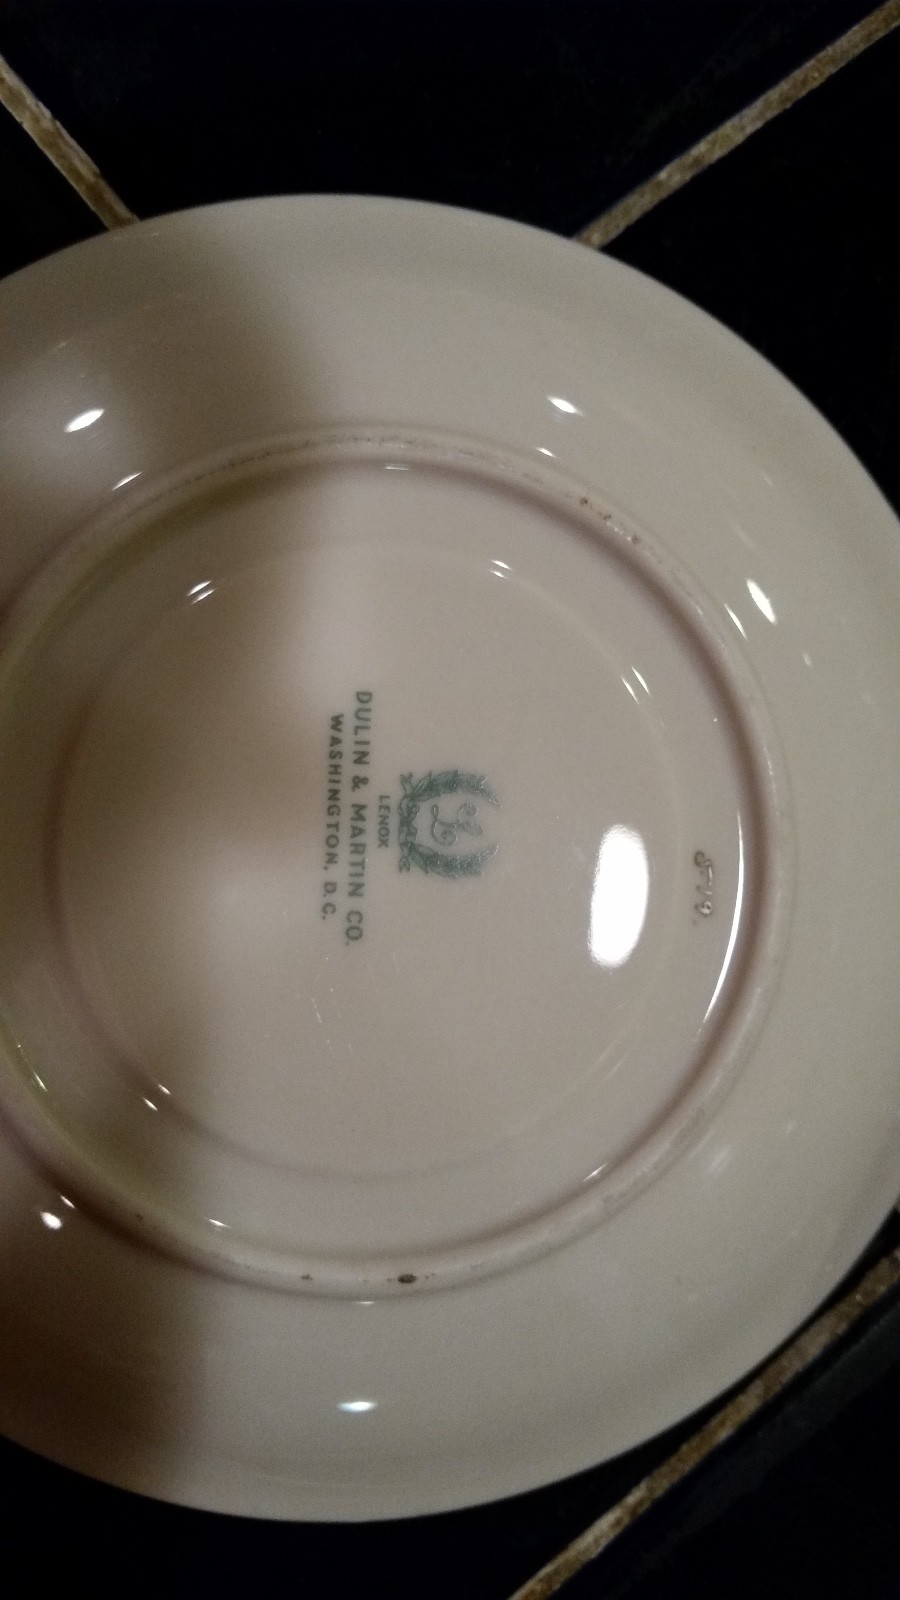 L
LENOX
DULIN & MARTIN CO.
WASHINGTON, D.C.